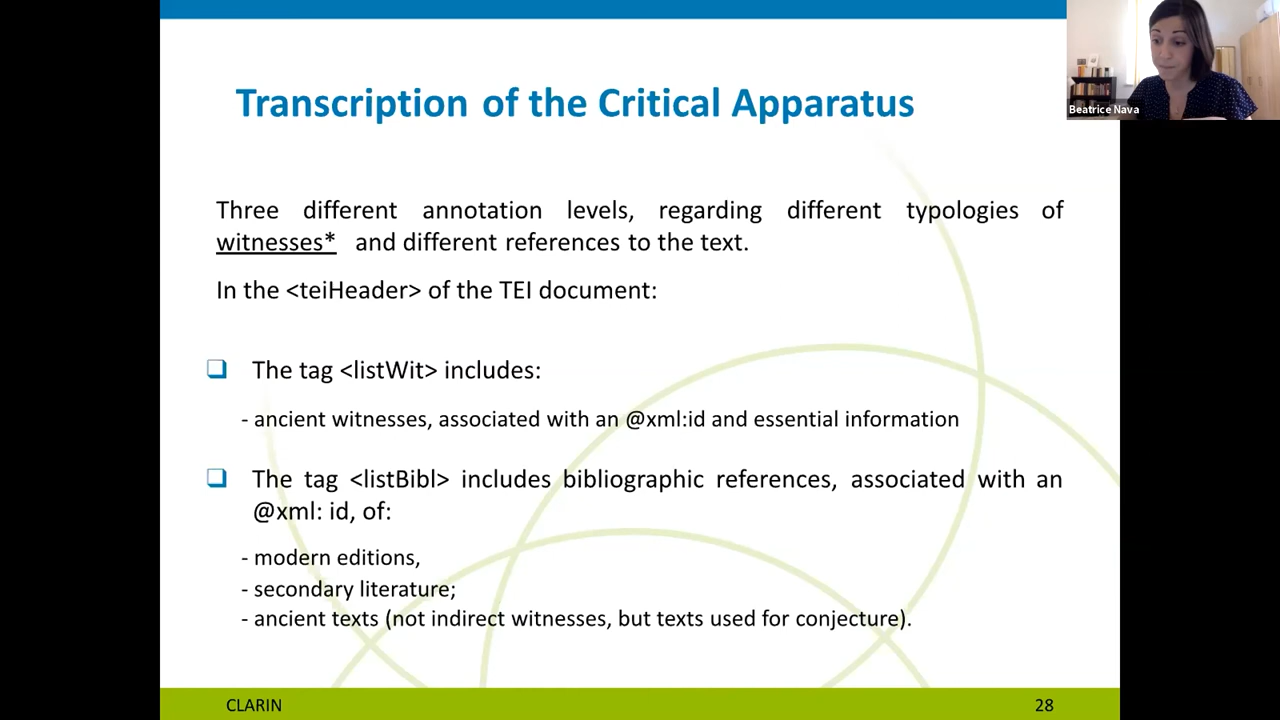 Beatrice Nava
Transcription of the Critical Apparatus
Three different annotation levels, regarding different typologies of
witnesses* and different references to the text.
In the <teiHeader> of the TEI document:
❑ The tag <listWit> includes:
- ancient witnesses, associated with an @xml:id and essential information
❑ The tag <listBibl> includes bibliographic references, associated with an
@xml: id, of:
- modern editions,
- secondary literature;
- ancient texts (not indirect witnesses, but texts used for conjecture).
CLARIN 28